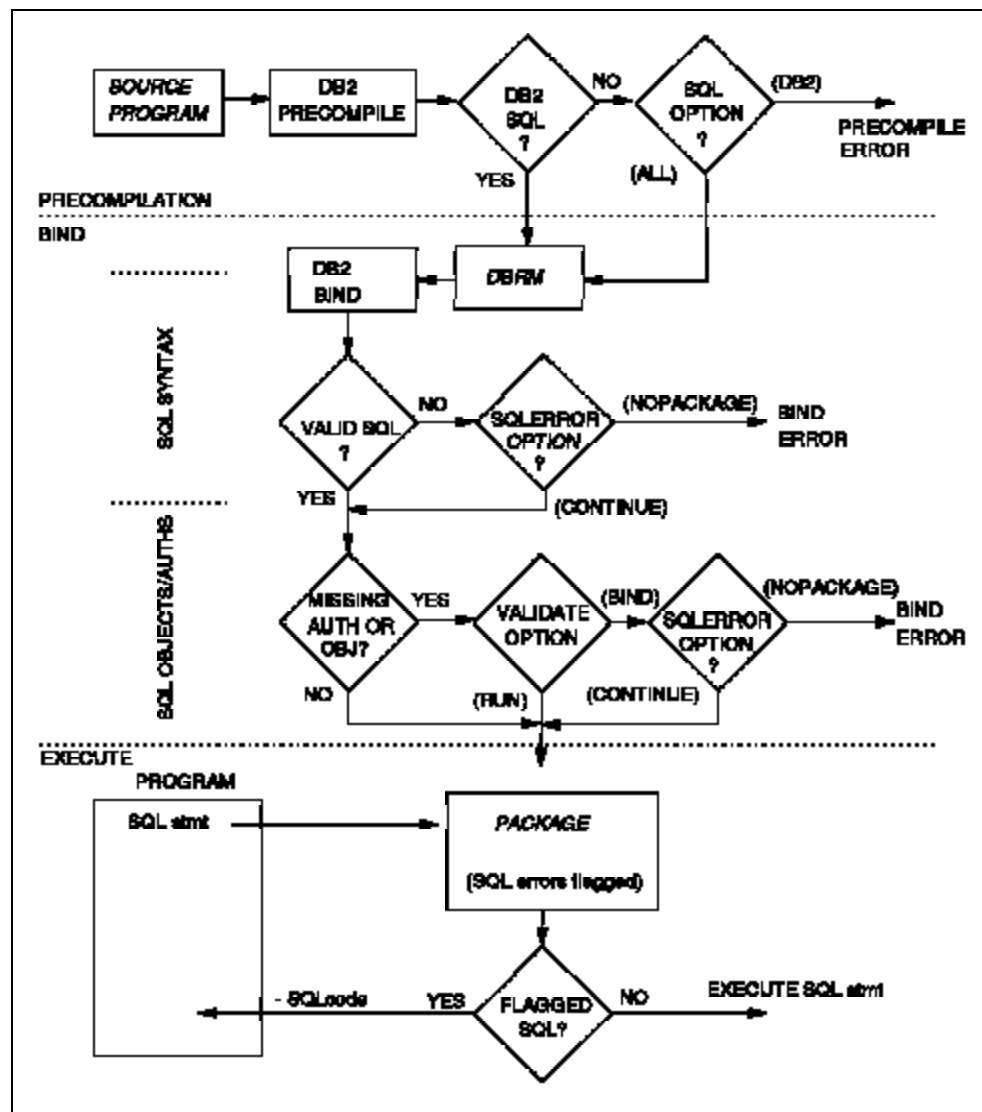 SOURCE
PROGRAM
DB2
PRECOMPILE
DB2
SQL
?
NO
SQL
OPTION
?
(DB2)
PRECOMPILE
ERROR
YES
(ALL)
PRECOMPILATION
BIND
DB2
BIND
DBRM
SQL SYNTAX
VALID SQL
?
NO
SQLERROR
OPTION
?
(NOPACKAGE)
BIND
ERROR
YES
(CONTINUE)
SQL OBJECTS/AUTHS
MISSING
AUTH OR
OBJ?
YES
VALIDATE
OPTION
(BIND)
SQLERROR
OPTION
?
(NOPACKAGE)
BIND
ERROR
NO
(RUN)
(CONTINUE)
EXECUTE
PROGRAM
SQL stmt
PACKAGE
(SQL errors flagged)
- SQLcode
YES
FLAGGED
SQL?
NO
EXECUTE SQL stmt